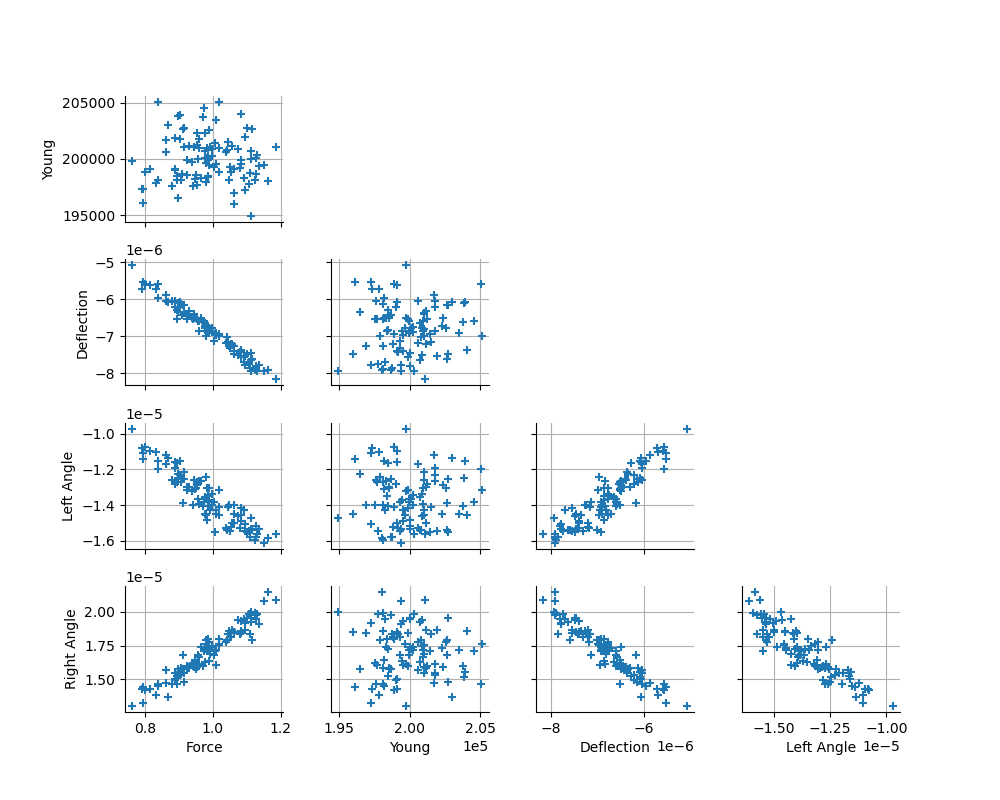 205000
200000
195000
Young
1e−6
−5
−6
−7
−8
Deflection
1e−5
−1.0
−1.2
−1.4
−1.6
Left Angle
1e−5
2.00
1.75
1.50
Right Angle
0.8 1.0 1.2 1.95 2.00 2.05 −8 −6 −1.50 −1.25 −1.00
Force Young 1e5 Deflection 1e−6 Left Angle 1e−5